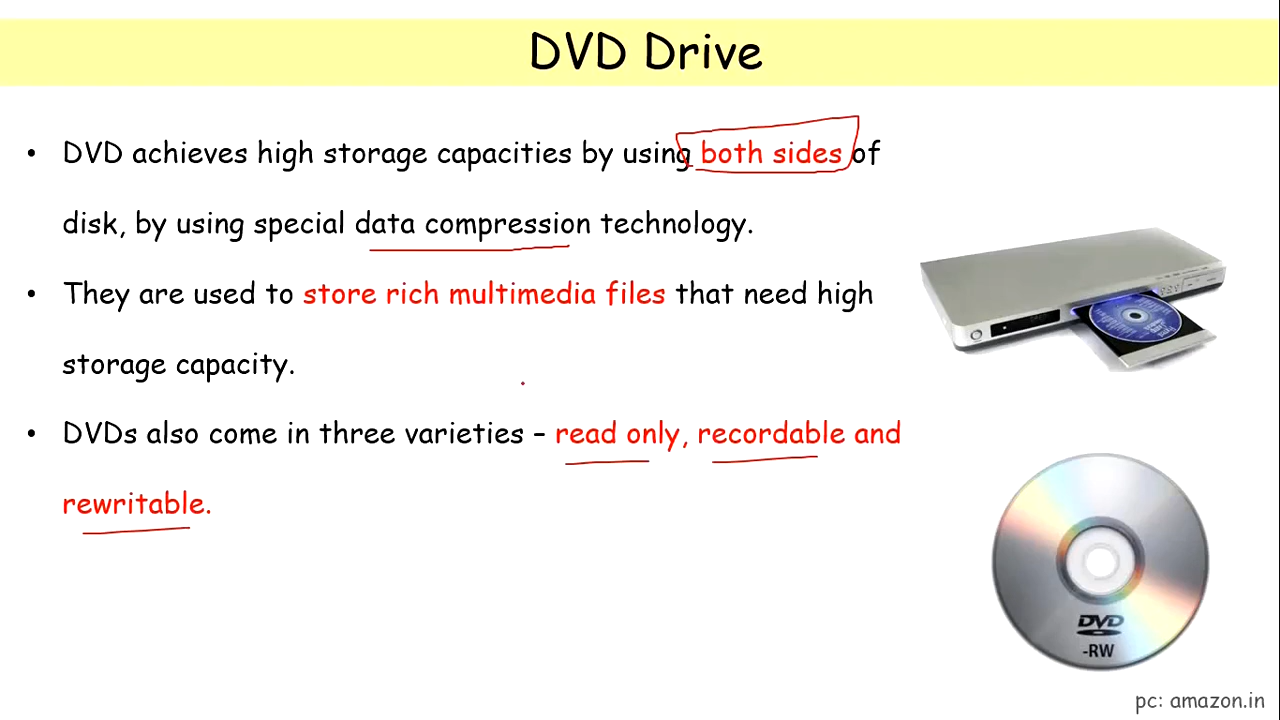 DVD Drive
• DVD achieves high storage capacities by using both sides of
disk, by using special data compression technology.
• They are used to store rich multimedia files that need high
storage capacity.
• DVDs also come in three varieties – read only, recordable and
rewritable.
DVD
-RW
pc: amazon.in